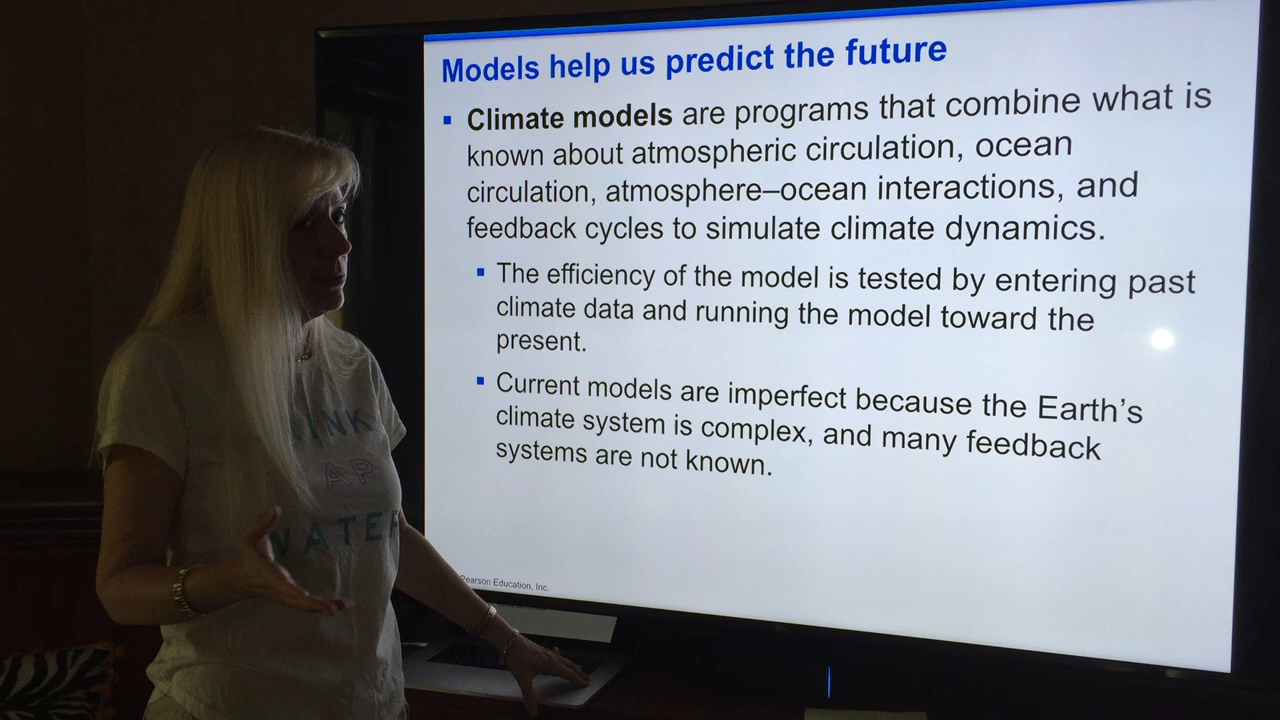 Models help us predict the future
▪ Climate models are programs that combine what is
known about atmospheric circulation, ocean
circulation, atmosphere–ocean interactions, and
feedback cycles to simulate climate dynamics.
▪ The efficiency of the model is tested by entering past
climate data and running the model toward the
present.
▪ Current models are imperfect because the Earth's
climate system is complex, and many feedback
systems are not known.
Pearson Education, Inc.
INK
AP
WATER